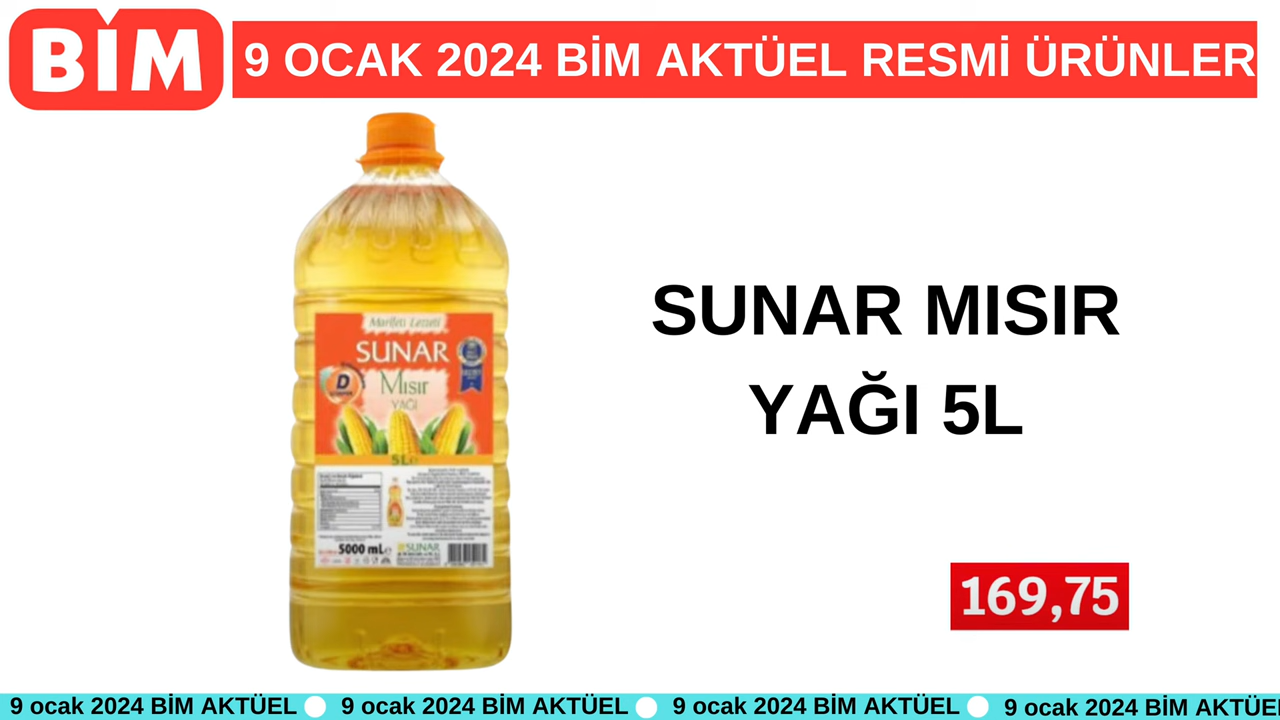 BİM
9 OCAK 2024 BİM AKTÜEL RESMİ ÜRÜNLER
Marifetli Lezzeti
SUNAR
D
Mısır
YAĞI
5L e
5000 mL e
SUNAR
SUNAR MISIR
YAĞI 5L
169,75
9 ocak 2024 BİM AKTÜEL 9 ocak 2024 BİM AKTÜEL 9 ocak 2024 BİM AKTÜEL 9 ocak 2024 BİM AKTÜEL